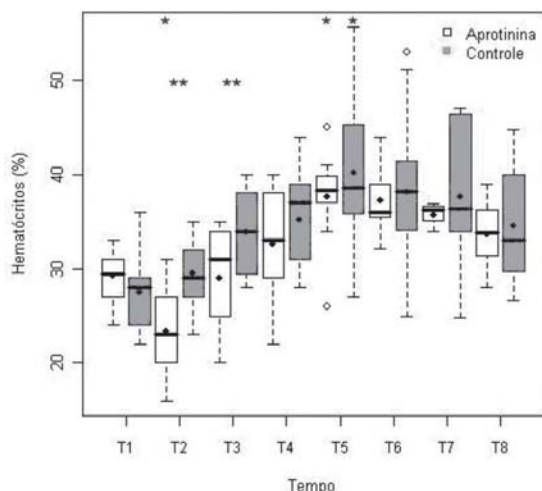 * * *
** **
Aprotinina
Controle
Hematócritos (%)
50
40
30
20
T1 T2 T3 T4 T5 T6 T7 T8
Tempo